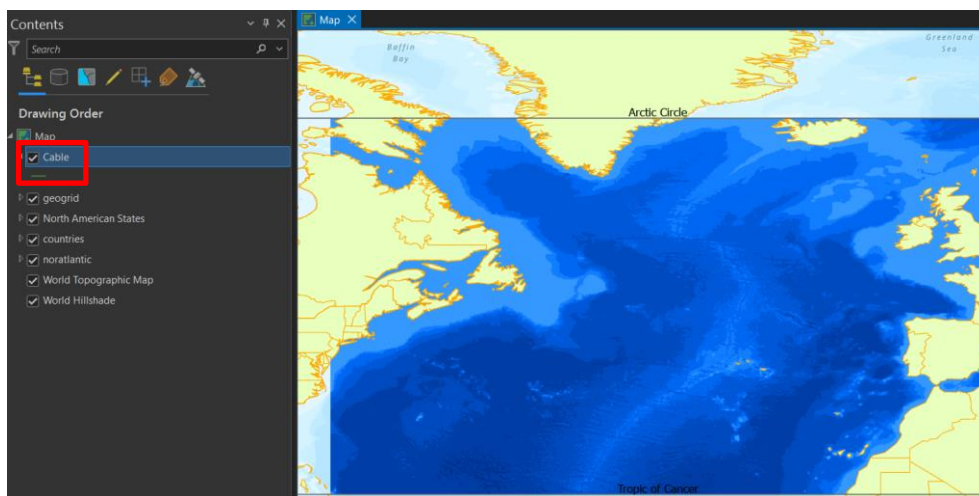 Contents
Search
Drawing Order
Map
Cable
geogrid
North American States
countries
noratlantic
World Topographic Map
World Hillshade
Map
Baffin
Bay
Greenland
Sea
Arctic Circle
Tropic of Cancer